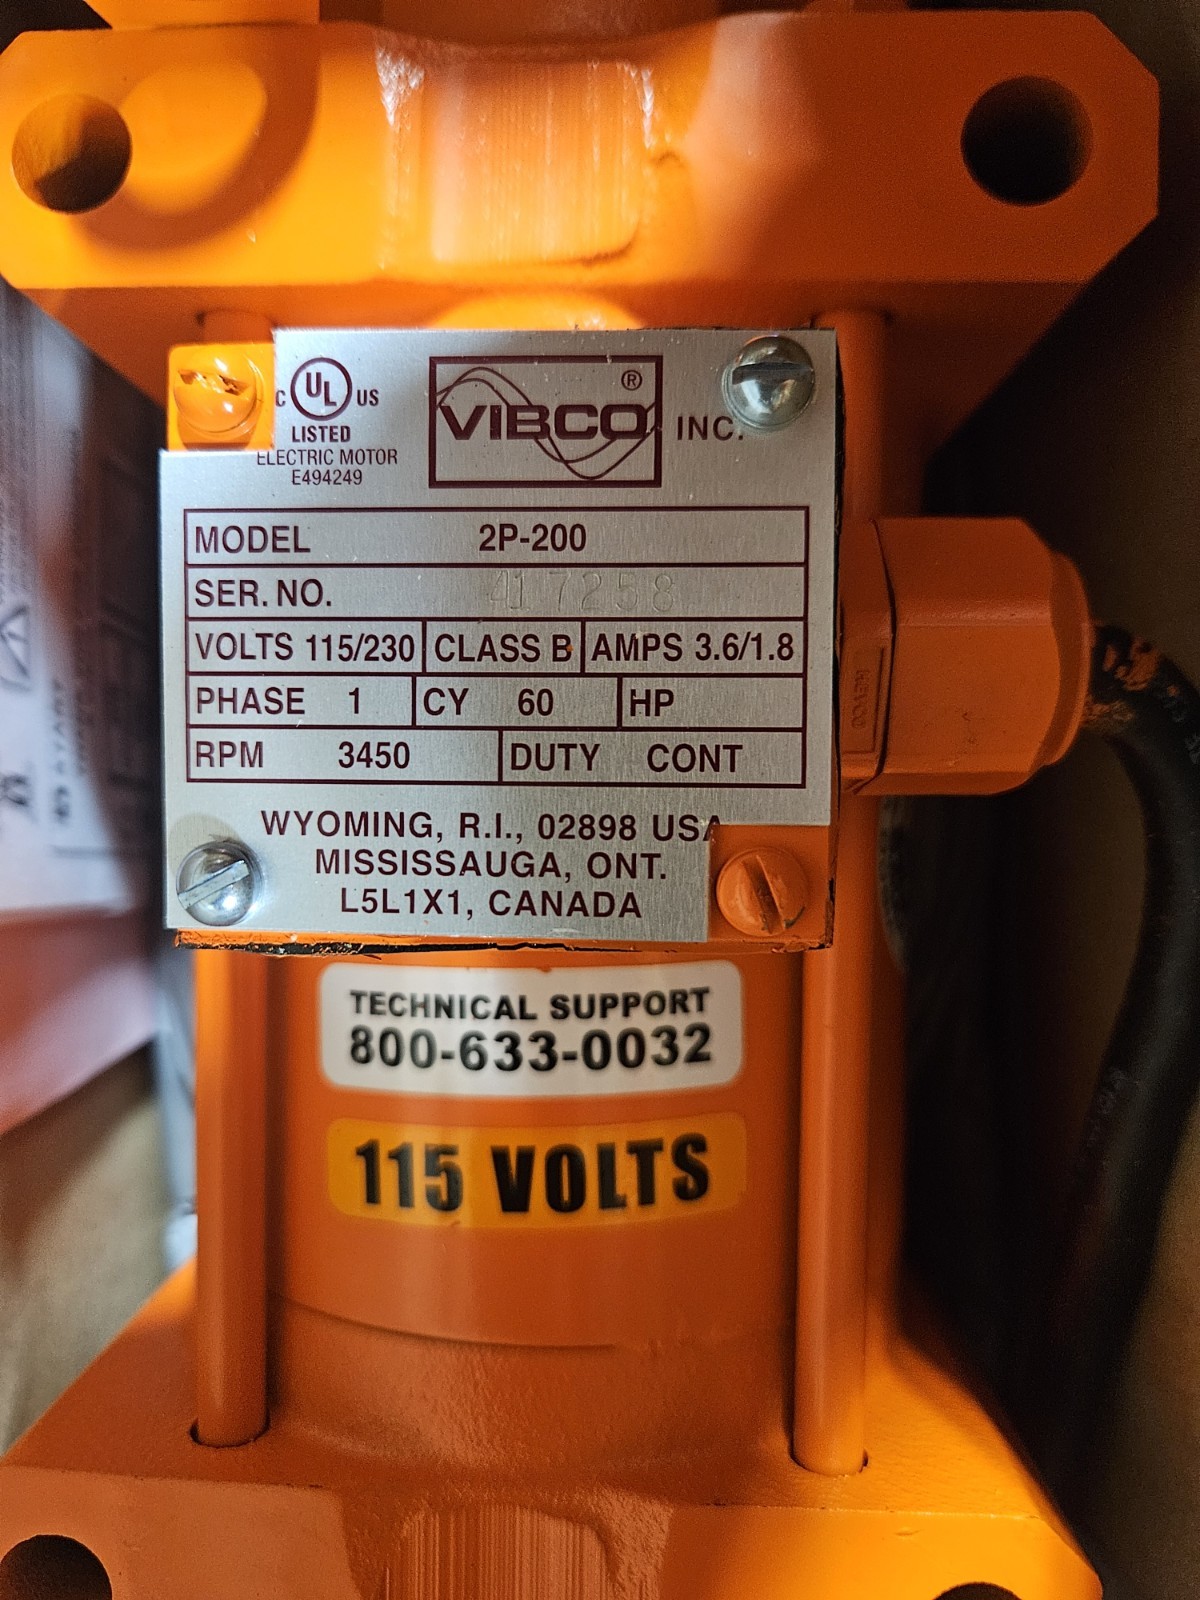 C UL US
LISTED
ELECTRIC MOTOR
E494249
VIBCO® INC.
MODEL 2P-200
SER. NO. 417258
VOLTS 115/230 CLASS B AMPS 3.6/1.8
PHASE 1 CY 60 HP
RPM 3450 DUTY CONT
WYOMING, R.I., 02898 USA
MISSISSAUGA, ONT.
L5L1X1, CANADA
TECHNICAL SUPPORT
800-633-0032
115 VOLTS